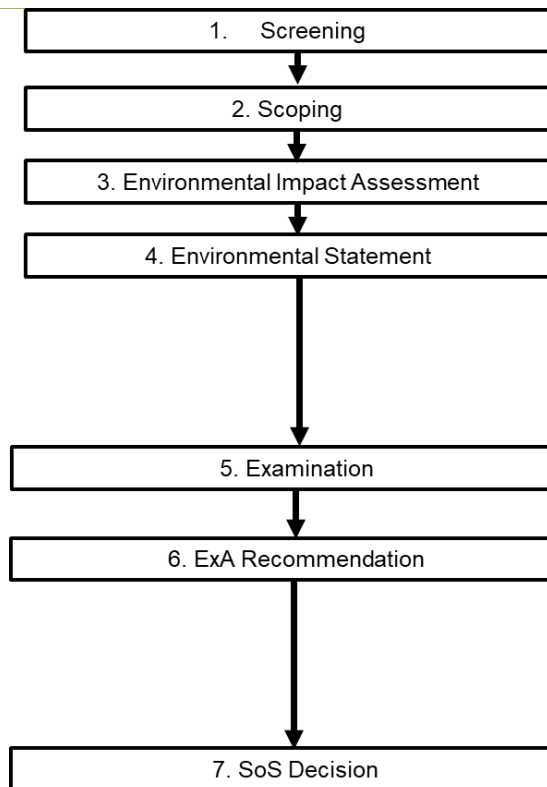 1. Screening
2. Scoping
3. Environmental Impact Assessment
4. Environmental Statement
5. Examination
6. ExA Recommendation
7. SoS Decision